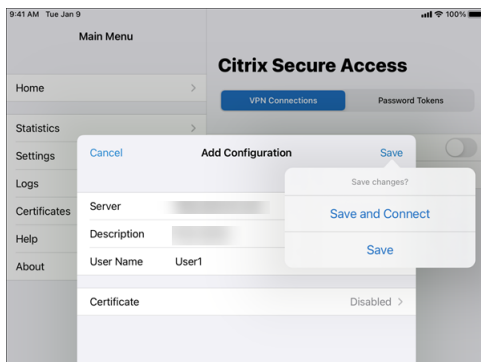 9:41 AM Tue Jan 9
100%
Main Menu
Citrix Secure Access
Home
VPN Connections
Password Tokens
Statistics
Settings
Cancel
Add Configuration
Save
Save changes?
Logs
Certificates
Server
Save and Connect
Description
Help
Save
User Name
User1
About
Certificate
Disabled